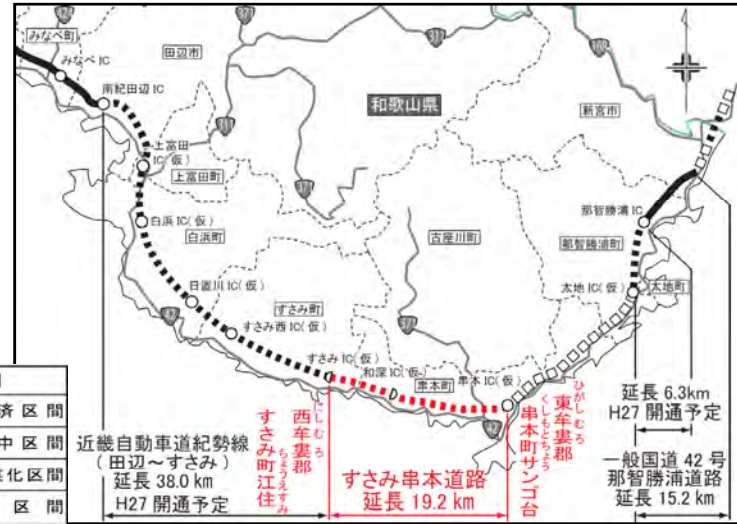 みなべ町
みなべ IC
田辺市
南紀田辺 IC
和歌山県
新宮市
上富田
IC(仮)
上富田町
白浜 IC(仮)
白浜町
古座川町
那智勝浦 IC
那智勝浦町
日置川 IC(仮)
すさみ町
太地 IC(仮)
太地町
すさみ西 IC(仮)
すさみ IC(仮)
和深 IC(仮)
串本町
串本 IC(仮)
42
済 区 間
中 区 間
化区間
区 間
近畿自動車道紀勢線
(田辺～すさみ)
延長 38.0 km
H27 開通予定
にしむろ
西牟婁郡
ちょうえすみ
すさみ町江住
すさみ串本道路
延長 19.2 km
ひがしむろ
東牟婁郡
くしもとちょう
串本町サンゴ台
延長 6.3km
H27 開通予定
一般国道 42 号
那智勝浦道路
延長 15.2 km